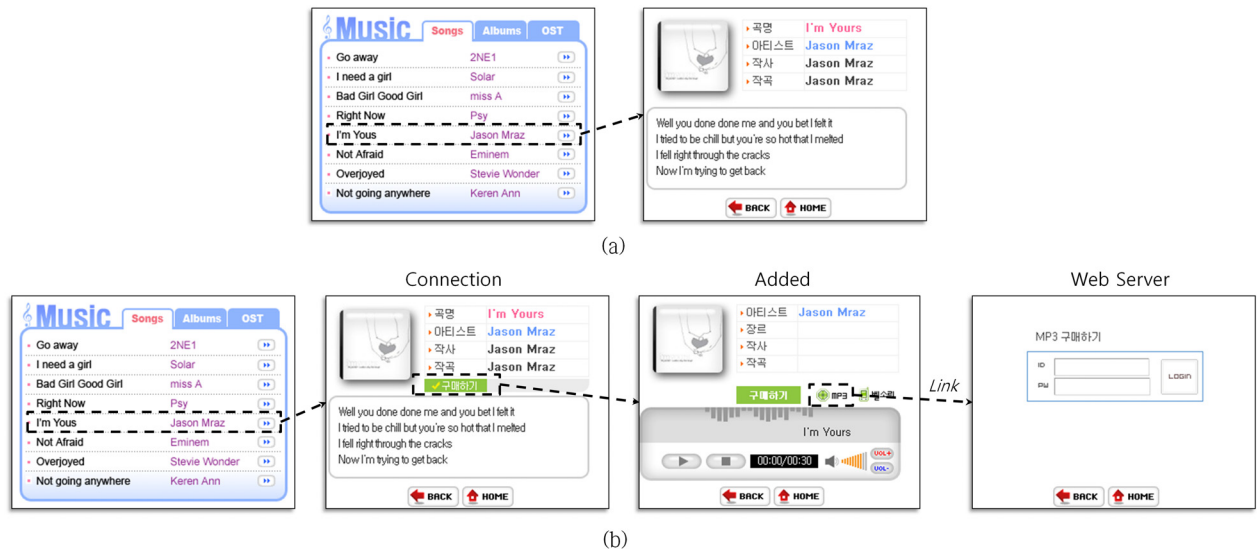 Music Songs Albums OST
Go away 2NE1
I need a girl Solar
Bad Girl Good Girl miss A
Right Now Psy
I'm Yous Jason Mraz
Not Afraid Eminem
Overjoyed Stevie Wonder
Not going anywhere Keren Ann
곡명 I'm Yours
아티스트 Jason Mraz
작사 Jason Mraz
작곡 Jason Mraz
Well you done done me and you bet I felt it
I tried to be chill but you're so hot that I melted
I fell right through the cracks
Now I'm trying to get back
BACK HOME
(a)
Connection
Added
Web Server
Music Songs Albums OST
Go away 2NE1
I need a girl Solar
Bad Girl Good Girl miss A
Right Now Psy
I'm Yous Jason Mraz
Not Afraid Eminem
Overjoyed Stevie Wonder
Not going anywhere Keren Ann
곡명 I'm Yours
아티스트 Jason Mraz
작사 Jason Mraz
작곡 Jason Mraz
구매하기
Well you done done me and you bet I felt it
I tried to be chill but you're so hot that I melted
I fell right through the cracks
Now I'm trying to get back
BACK HOME
아티스트 Jason Mraz
장르
작사
작곡
구매하기 MP3 벨소리
I'm Yours
00:00/00:30 VOL+
VOL-
BACK HOME
Link
MP3 구매하기
ID
PW
LOGIN
BACK HOME
(b)